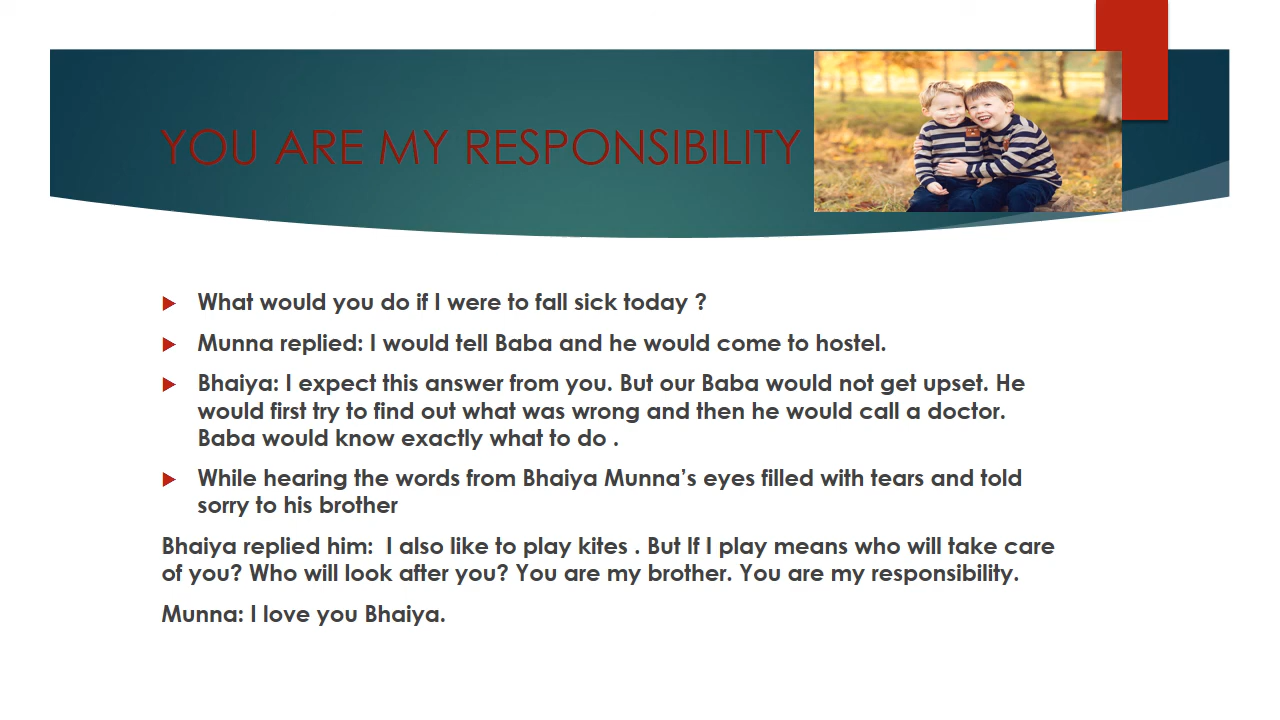 YOU ARE MY RESPONSIBILITY
What would you do if I were to fall sick today ?
Munna replied: I would tell Baba and he would come to hostel.
Bhaiya: I expect this answer from you. But our Baba would not get upset. He
would first try to find out what was wrong and then he would call a doctor.
Baba would know exactly what to do .
While hearing the words from Bhaiya Munna’s eyes filled with tears and told
sorry to his brother
Bhaiya replied him:  I also like to play kites . But If I play means who will take care
of you? Who will look after you? You are my brother. You are my responsibility.
Munna: I love you Bhaiya.